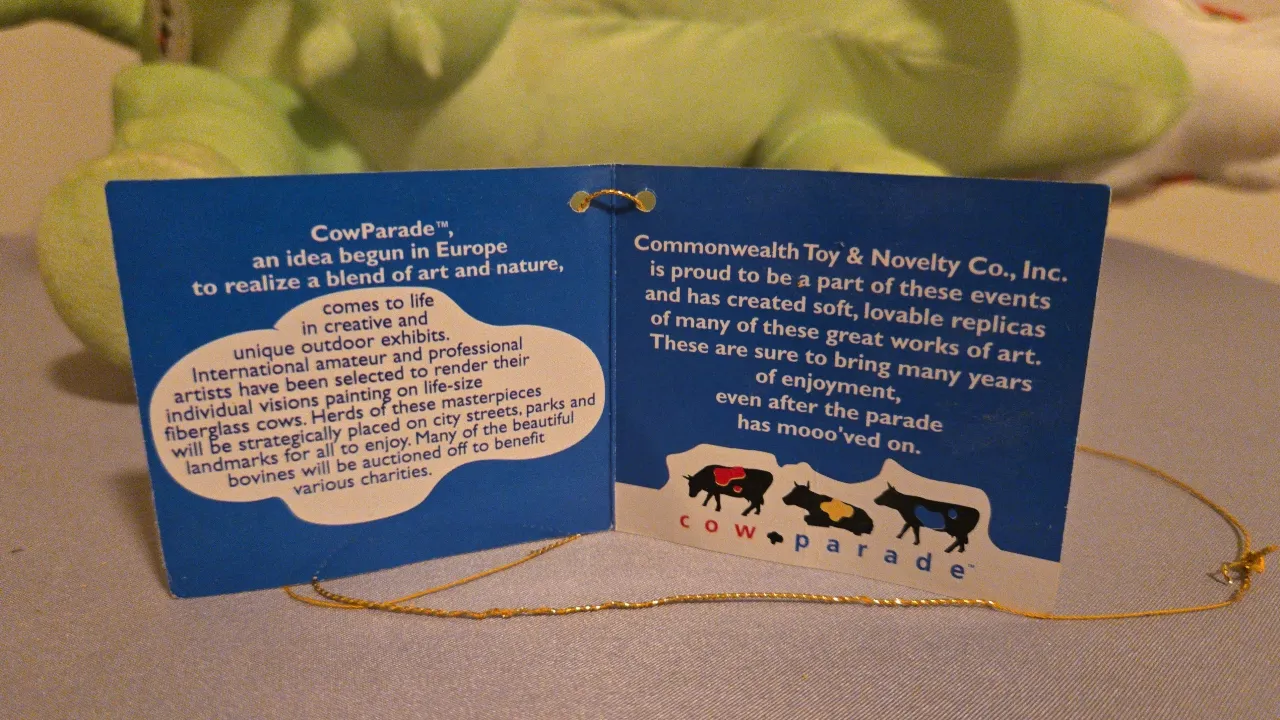 CowParade™,
an idea begun in Europe
to realize a blend of art and nature,
comes to life
in creative and
unique outdoor exhibits.
International amateur and professional
artists have been selected to render their
individual visions painting on life-size
fiberglass cows. Herds of these masterpieces
will be strategically placed on city streets, parks and
landmarks for all to enjoy. Many of the beautiful
bovines will be auctioned off to benefit
various charities.
Commonwealth Toy & Novelty Co., Inc.
is proud to be a part of these events
and has created soft, lovable replicas
of many of these great works of art.
These are sure to bring many years
of enjoyment,
even after the parade
has mooo'ved on.
cow parade™